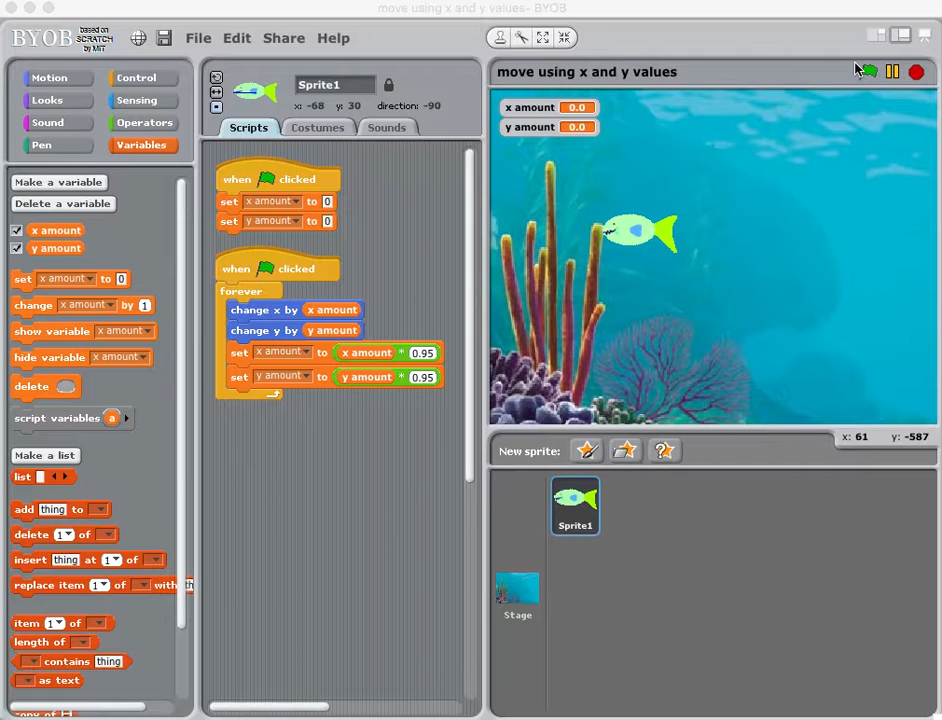 move using x and y values- BYOB
BYOB based on SCRATCH by MIT File Edit Share Help
Motion Control
Looks Sensing
Sound Operators
Pen Variables
Make a variable
Delete a variable
x amount
y amount
set x amount to 0
change x amount by 1
show variable x amount
hide variable x amount
delete
script variables a
Make a list
list
add thing to
delete 1 of
insert thing at 1 of
replace item 1 of with th
item 1 of
length of
contains thing
as text
Sprite1
x: -68 y: 30 direction: -90
Scripts Costumes Sounds
when clicked
set x amount to 0
set y amount to 0
when clicked
forever
change x by x amount
change y by y amount
set x amount to x amount * 0.95
set y amount to y amount * 0.95
move using x and y values
x amount 0.0
y amount 0.0
x: 61 y: -587
New sprite:
Sprite1
Stage